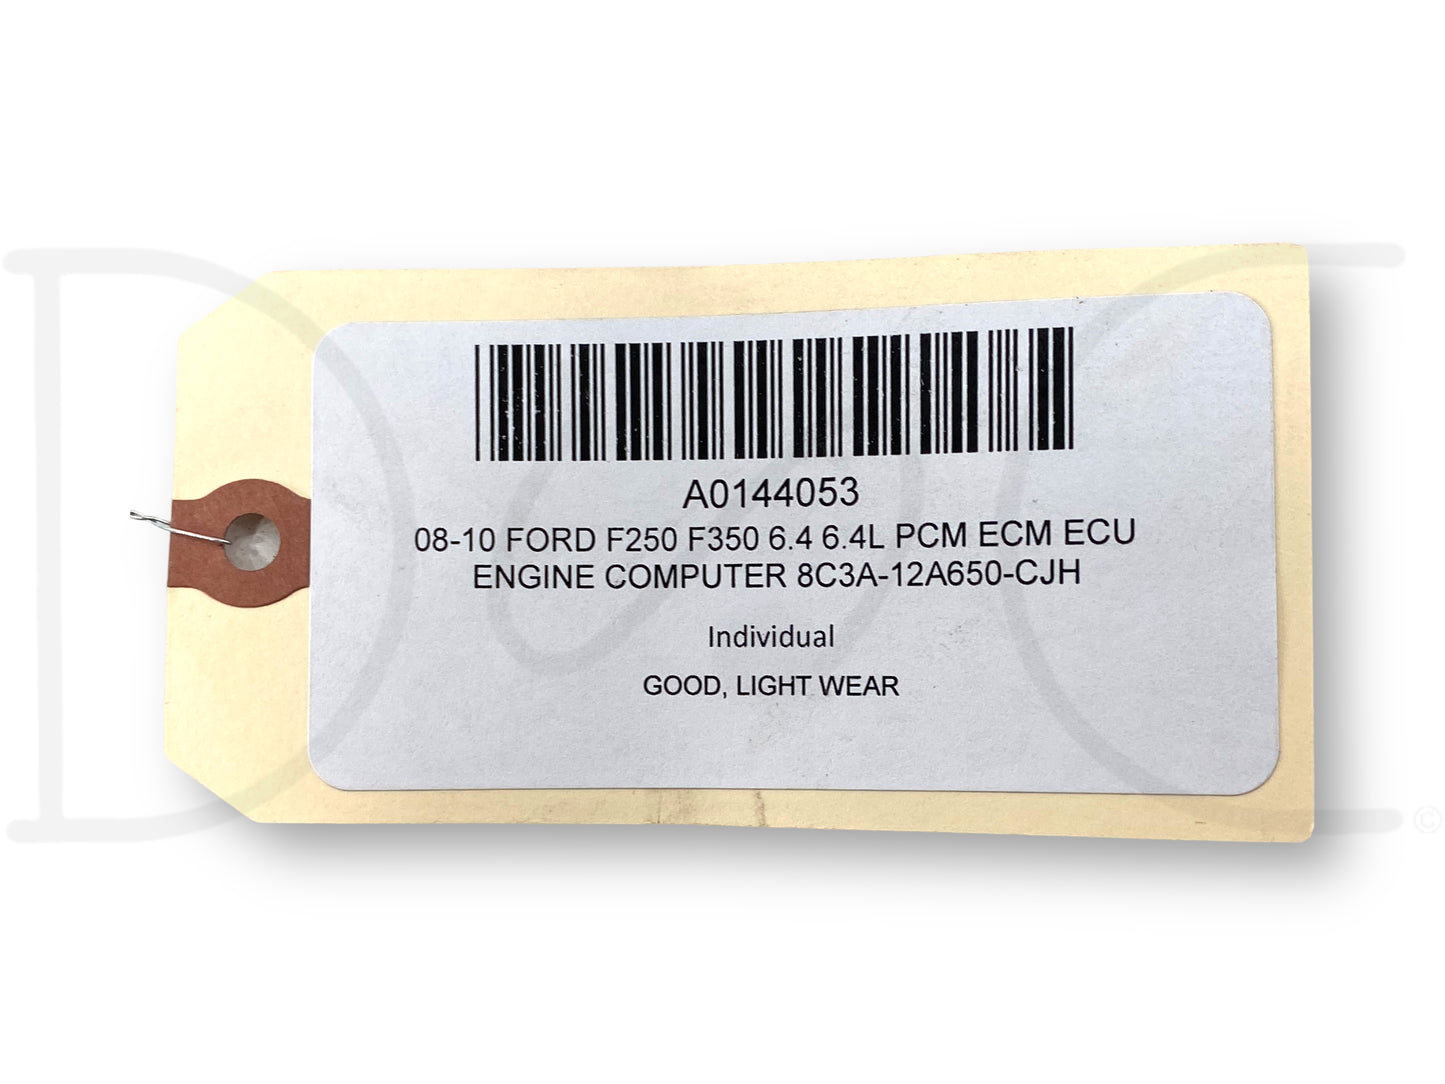 A0144053
08-10 FORD F250 F350 6.4 6.4L PCM ECM ECU
ENGINE COMPUTER 8C3A-12A650-CJH
Individual
GOOD, LIGHT WEAR
©